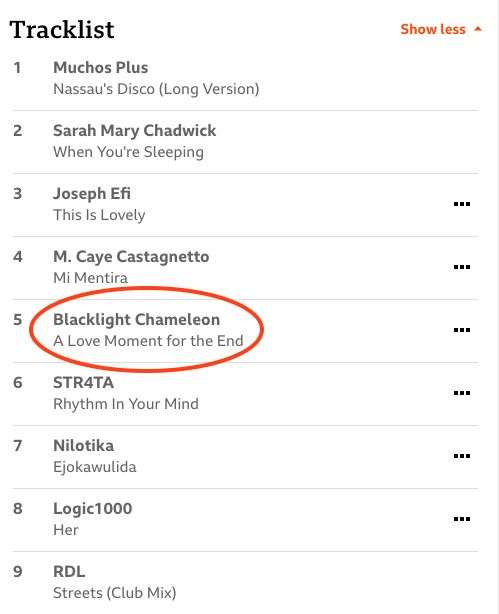 Tracklist
Show less
1
Muchos Plus
Nassau's Disco (Long Version)
2
Sarah Mary Chadwick
When You're Sleeping
3
Joseph Efi
This Is Lovely
4
M. Caye Castagnetto
Mi Mentira
5
Blacklight Chameleon
A Love Moment for the End
6
STR4TA
Rhythm In Your Mind
7
Nilotika
Ejokawulida
8
Logic1000
Her
9
RDL
Streets (Club Mix)